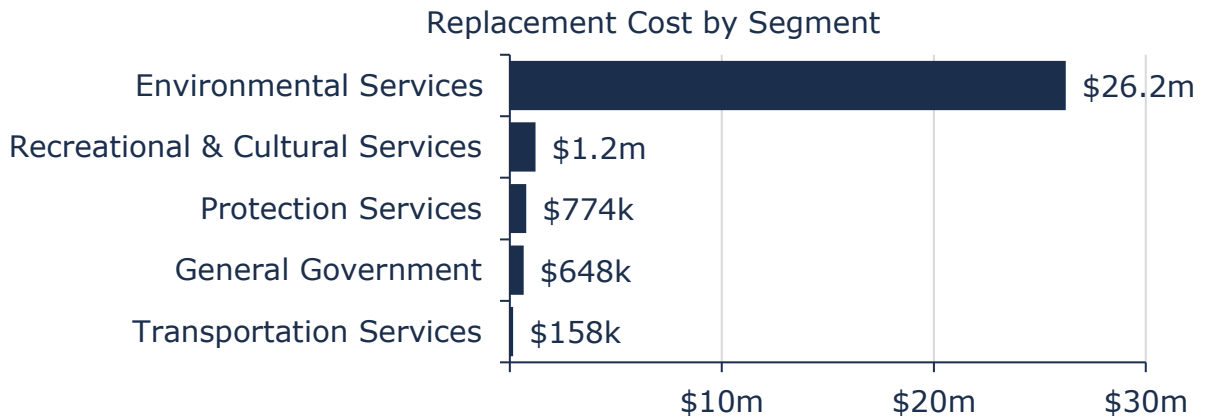 Replacement Cost by Segment
Environmental Services $26.2m
Recreational & Cultural Services $1.2m
Protection Services $774k
General Government $648k
Transportation Services $158k
$10m $20m $30m